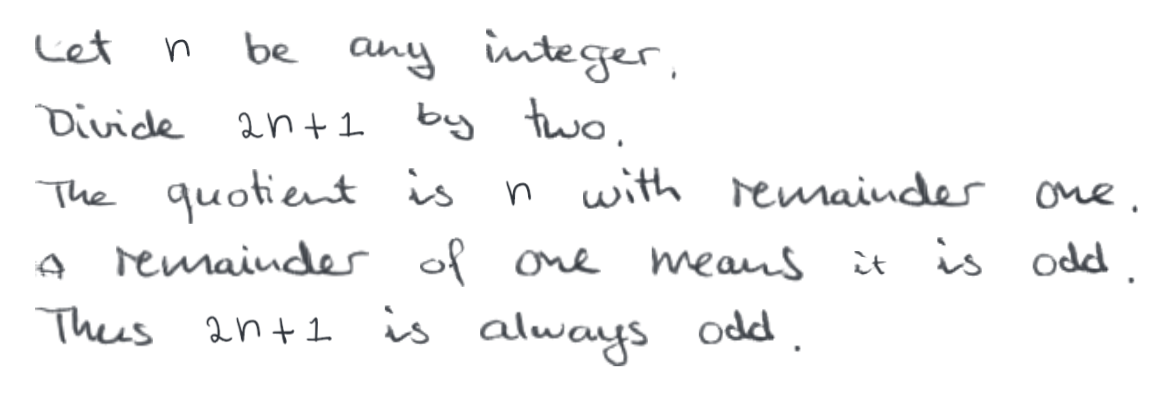 Let n be any integer.
Divide 2n+1 by two.
The quotient is n with remainder one.
A remainder of one means it is odd.
Thus 2n+1 is always odd.